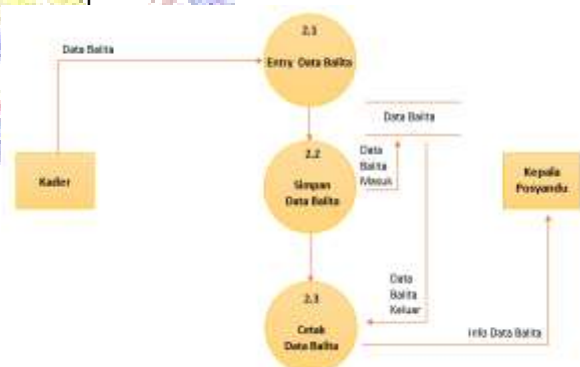 2.1
Entry Data Balita
Data Balita
Data Balita
Kader
2.2
Simpan
Data Balita
Data
Balita
Masuk
Kepala
Posyandu
Data
Balita
Keluar
2.3
Cetak
Data Balita
Info Data Balita